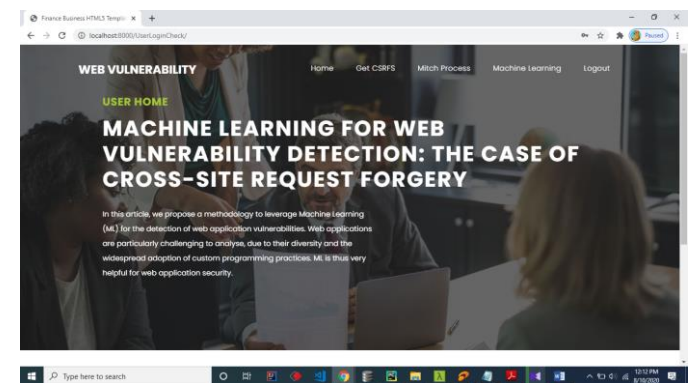 Finance Business HTML5 Templa
localhost:8000/UserLoginCheck/
Paused
WEB VULNERABILITY
Home Get CSRFS Mitch Process Machine Learning Logout
USER HOME
MACHINE LEARNING FOR WEB
VULNERABILITY DETECTION: THE CASE OF
CROSS-SITE REQUEST FORGERY
In this article, we propose a methodology to leverage Machine Learning
(ML) for the detection of web application vulnerabilities. Web applications
are particularly challenging to analyse, due to their diversity and the
widespread adoption of custom programming practices. ML is thus very
helpful for web application security.
Type here to search
12:12 PM
8/10/2020